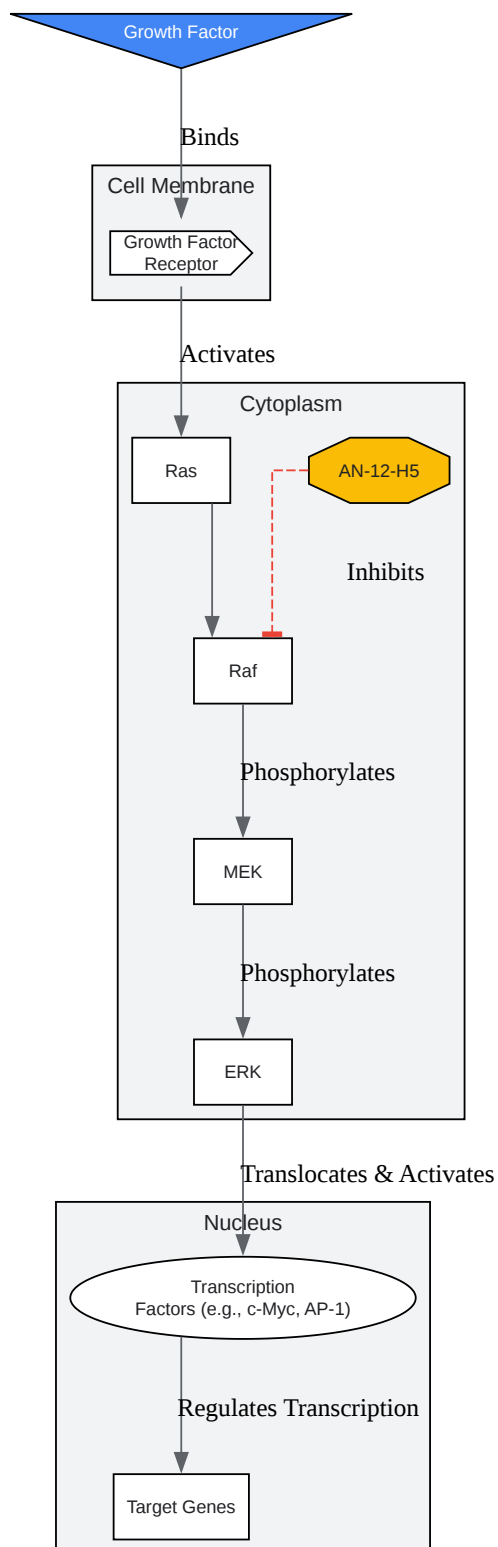 Growth Factor
Binds
Cell Membrane
Growth Factor
Receptor
Activates
Cytoplasm
Ras
AN-12-H5
Inhibits
Raf
Phosphorylates
MEK
Phosphorylates
ERK
Translocates & Activates
Nucleus
Transcription
Factors (e.g., c-Myc, AP-1)
Regulates Transcription
Target Genes